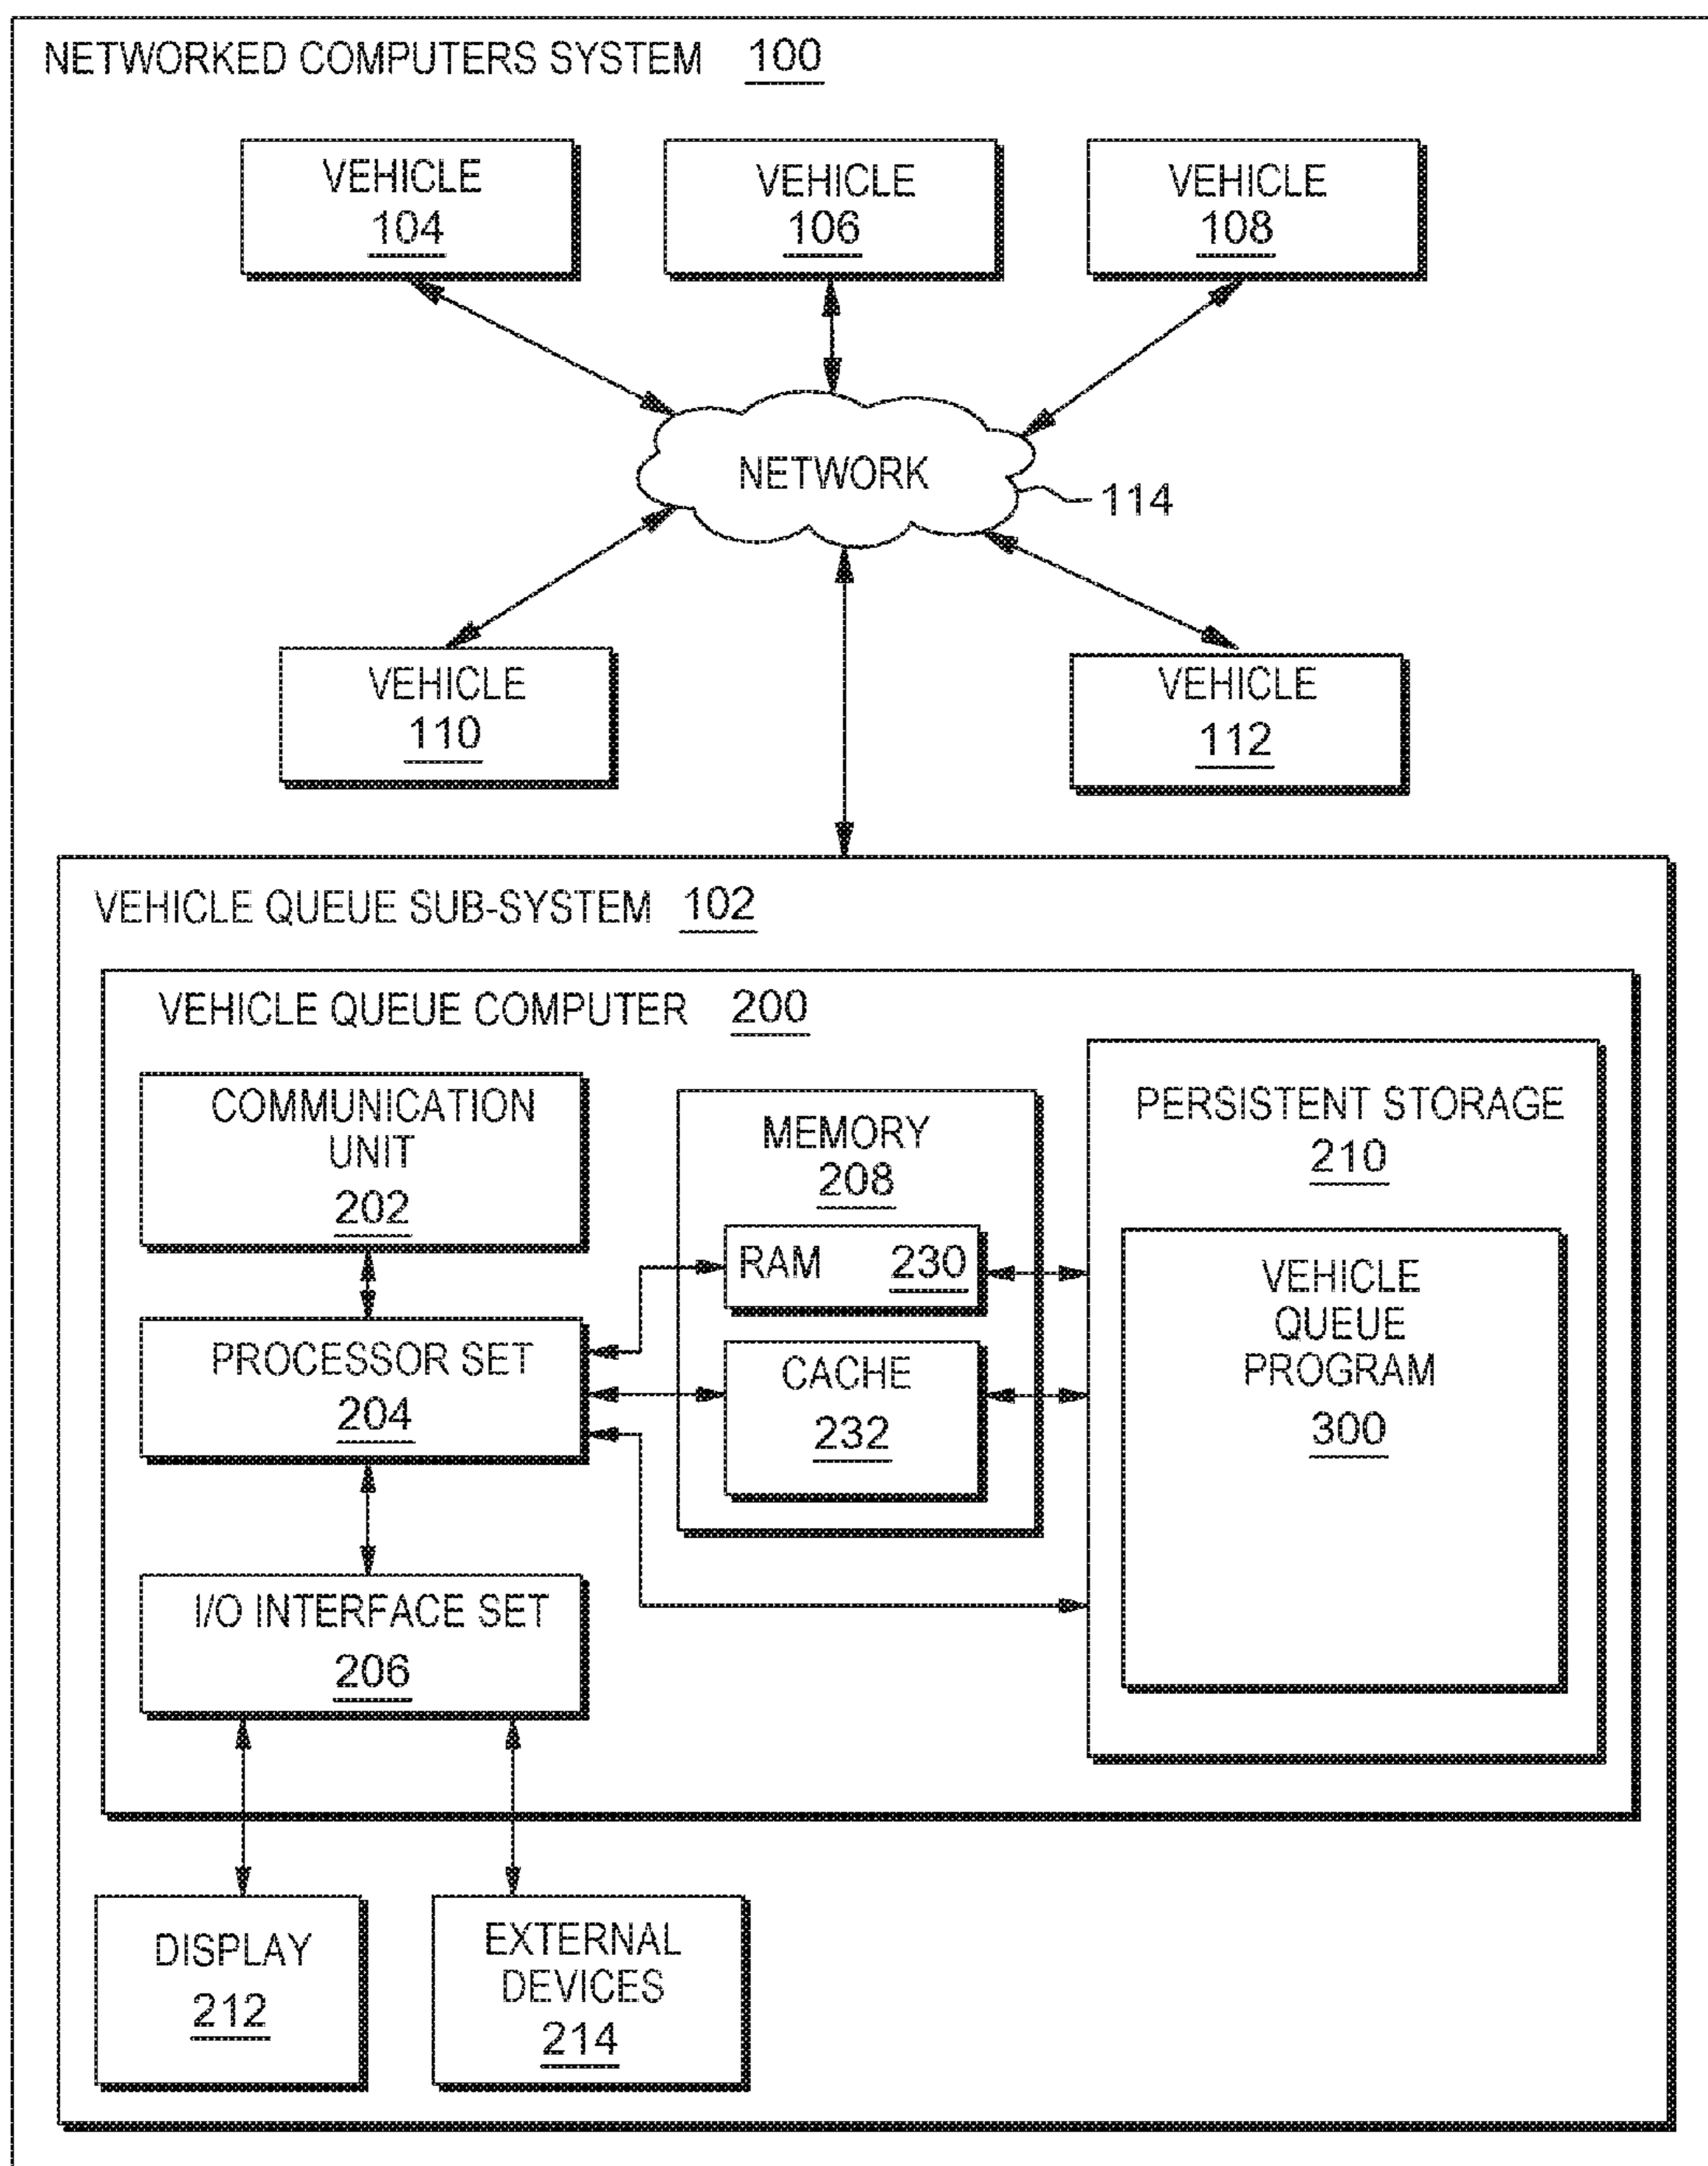 NETWORKED COMPUTERS SYSTEM 100
VEHICLE
104
VEHICLE
106
VEHICLE
108
NETWORK
114
VEHICLE
110
VEHICLE
112
VEHICLE QUEUE SUB-SYSTEM 102
VEHICLE QUEUE COMPUTER 200
COMMUNICATION
UNIT
202
PROCESSOR SET
204
I/O INTERFACE SET
206
MEMORY
208
RAM 230
CACHE
232
PERSISTENT STORAGE
210
VEHICLE
QUEUE
PROGRAM
300
DISPLAY
212
EXTERNAL
DEVICES
214